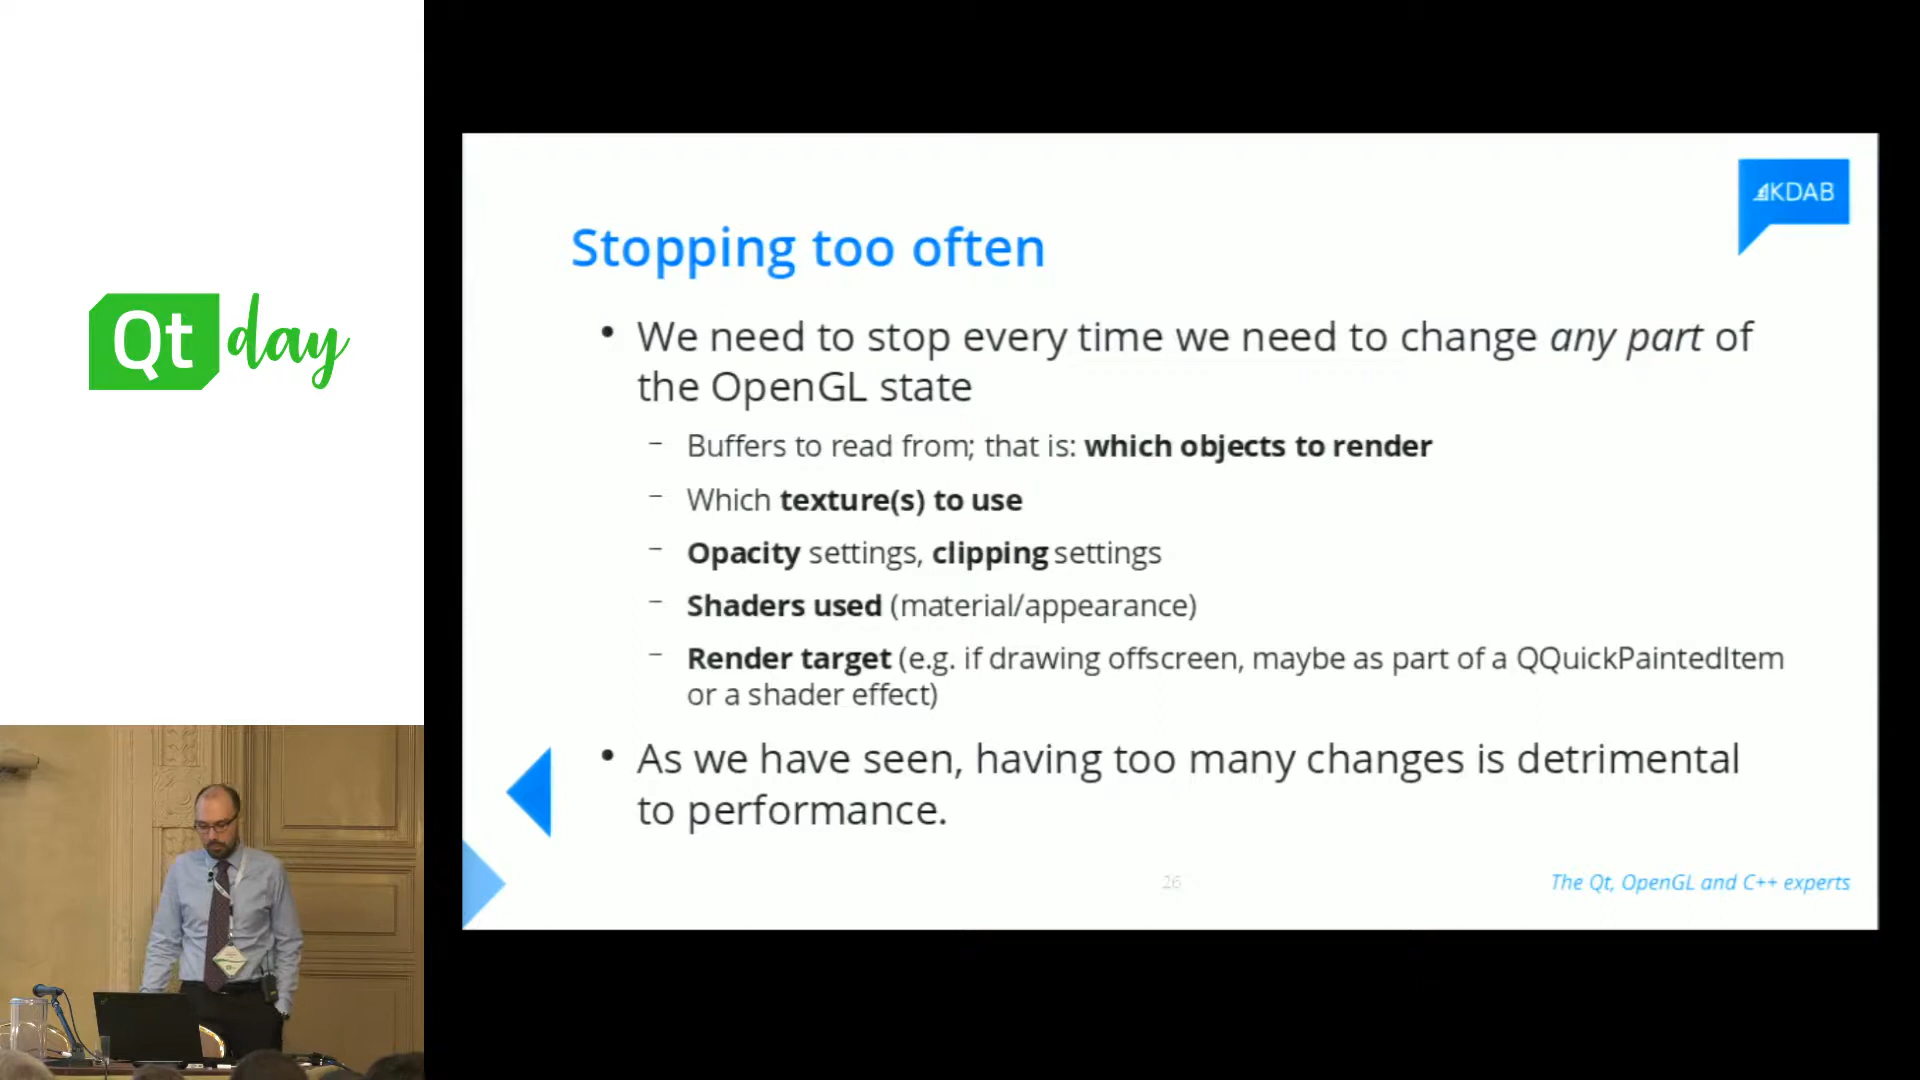 Qt day
KDAB
Stopping too often
• We need to stop every time we need to change any part of
the OpenGL state
– Buffers to read from; that is: which objects to render
– Which texture(s) to use
– Opacity settings, clipping settings
– Shaders used (material/appearance)
– Render target (e.g. if drawing offscreen, maybe as part of a QQuickPaintedItem
or a shader effect)
• As we have seen, having too many changes is detrimental
to performance.
26
The Qt, OpenGL and C++ experts